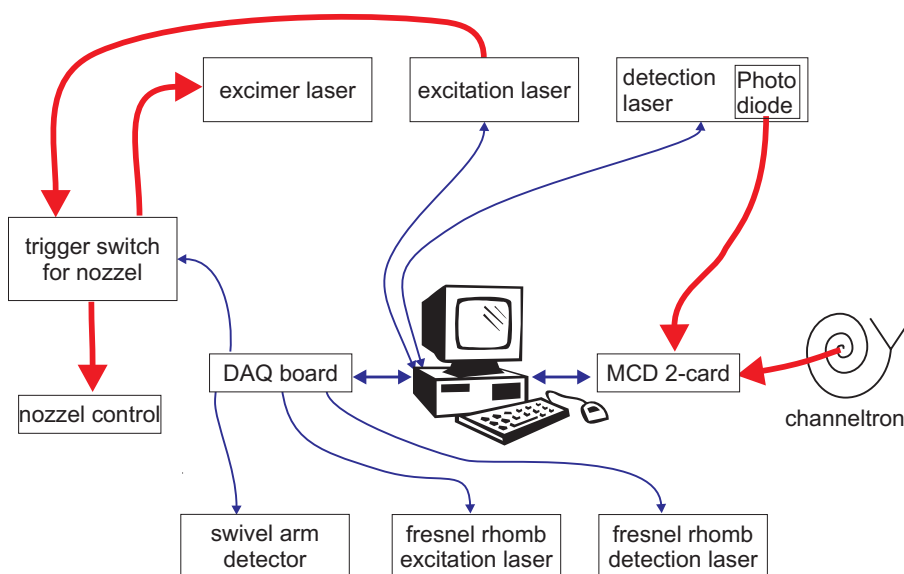 excimer laser
excitation laser
detection
laser
Photo
diode
trigger switch
for nozzel
DAQ board
MCD 2-card
nozzel control
channeltron
swivel arm
detector
fresnel rhomb
excitation laser
fresnel rhomb
detection laser